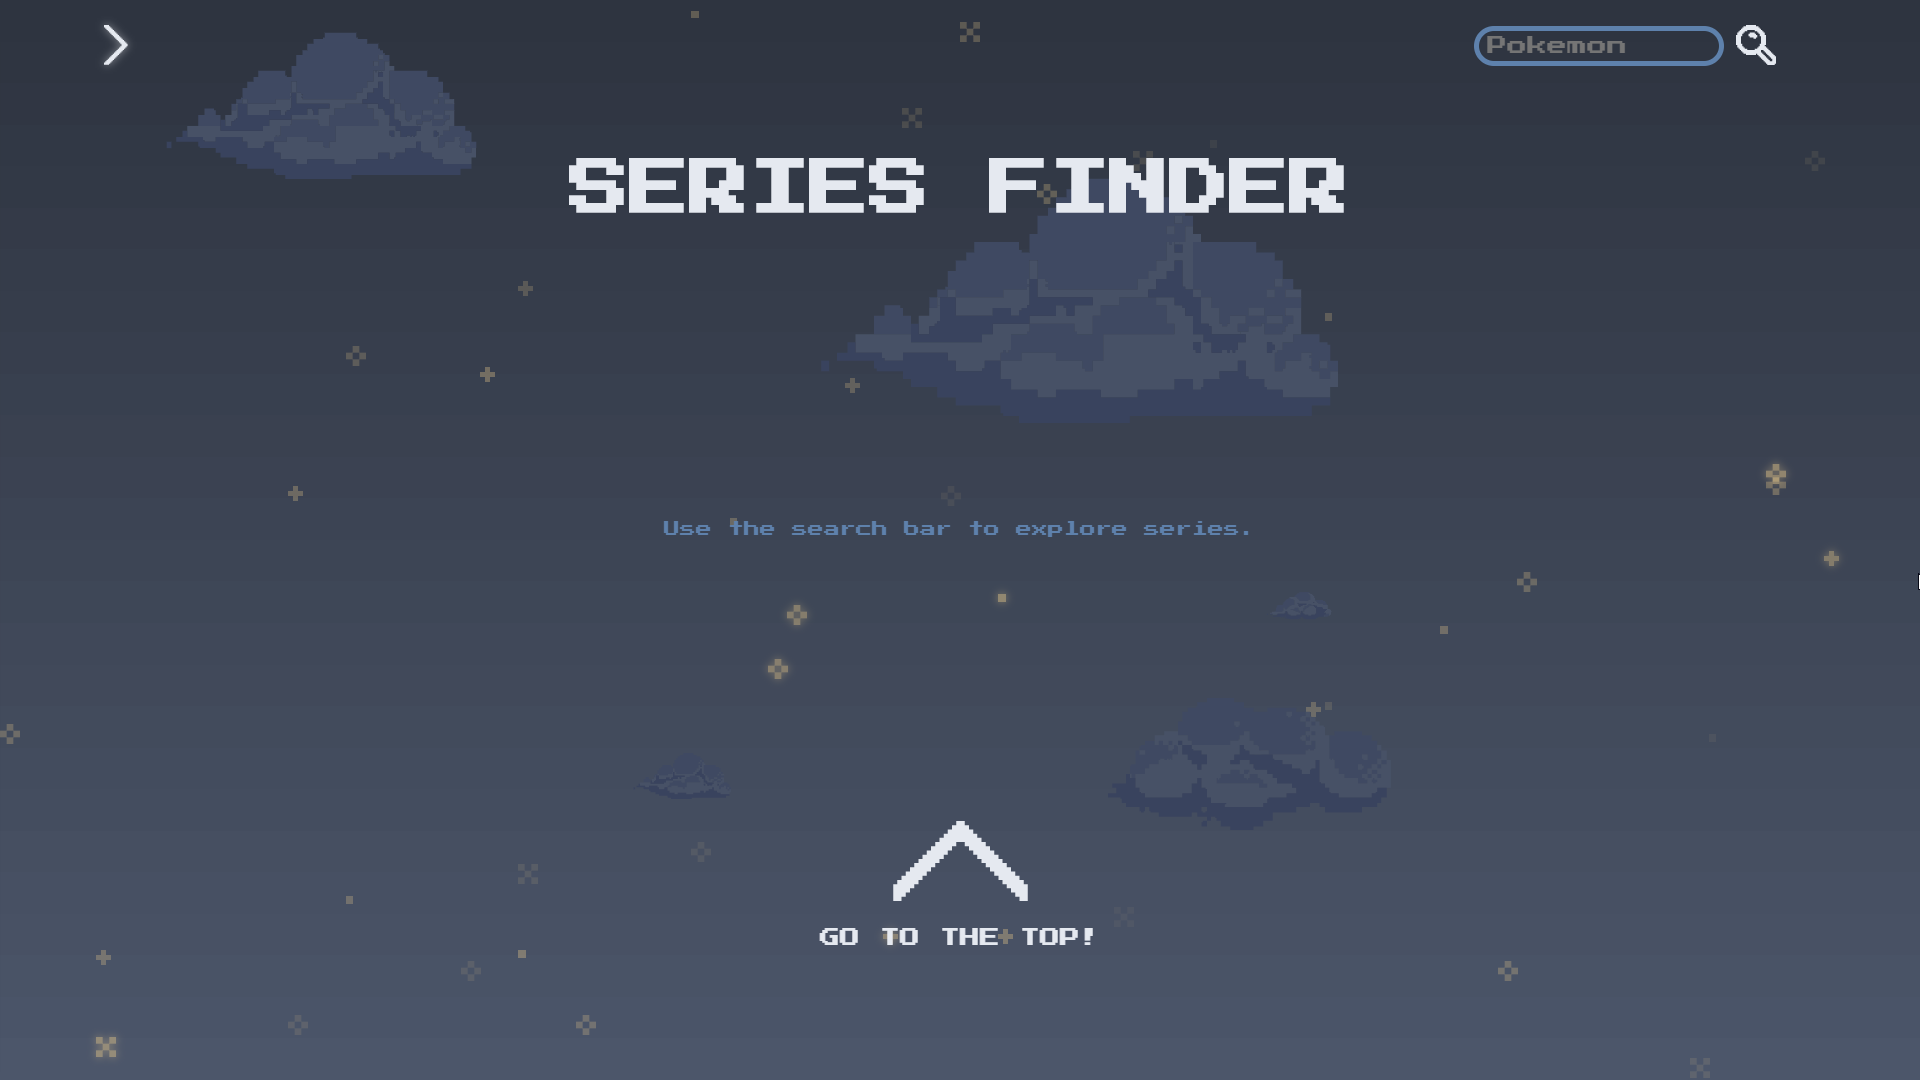 Pokemon
SERIES FINDER
Use the search bar to explore series.
GO TO THE TOP!